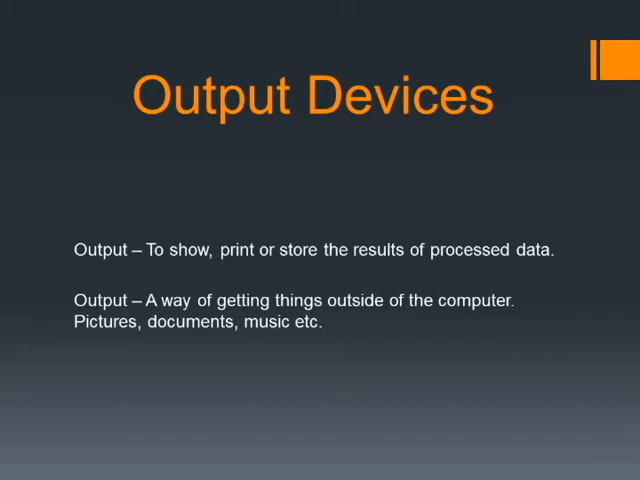 Output Devices
Output – To show, print or store the results of processed data.
Output – A way of getting things outside of the computer.
Pictures, documents, music etc.